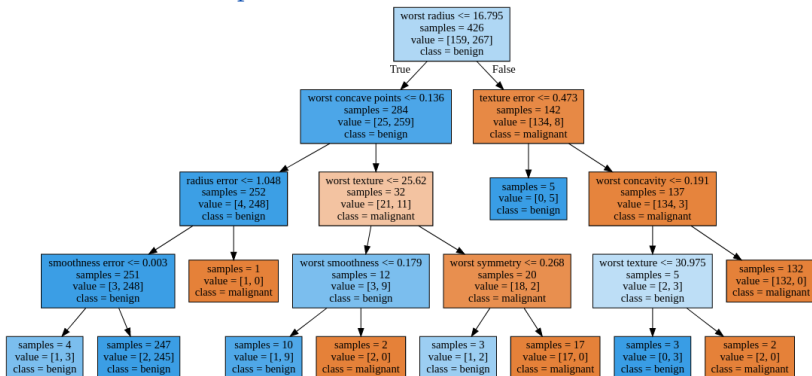 worst radius <= 16.795
samples = 426
value = [159, 267]
class = benign
True
False
worst concave points <= 0.136
samples = 284
value = [25, 259]
class = benign
texture error <= 0.473
samples = 142
value = [134, 8]
class = malignant
radius error <= 1.048
samples = 252
value = [4, 248]
class = benign
worst texture <= 25.62
samples = 32
value = [21, 11]
class = malignant
samples = 5
value = [0, 5]
class = benign
worst concavity <= 0.191
samples = 137
value = [134, 3]
class = malignant
smoothness error <= 0.003
samples = 251
value = [3, 248]
class = benign
samples = 1
value = [1, 0]
class = malignant
worst smoothness <= 0.179
samples = 12
value = [3, 9]
class = benign
worst symmetry <= 0.268
samples = 20
value = [18, 2]
class = malignant
worst texture <= 30.975
samples = 5
value = [2, 3]
class = benign
samples = 132
value = [132, 0]
class = malignant
samples = 4
value = [1, 3]
class = benign
samples = 247
value = [2, 245]
class = benign
samples = 10
value = [1, 9]
class = benign
samples = 2
value = [2, 0]
class = malignant
samples = 3
value = [1, 2]
class = benign
samples = 17
value = [17, 0]
class = malignant
samples = 3
value = [0, 3]
class = benign
samples = 2
value = [2, 0]
class = malignant